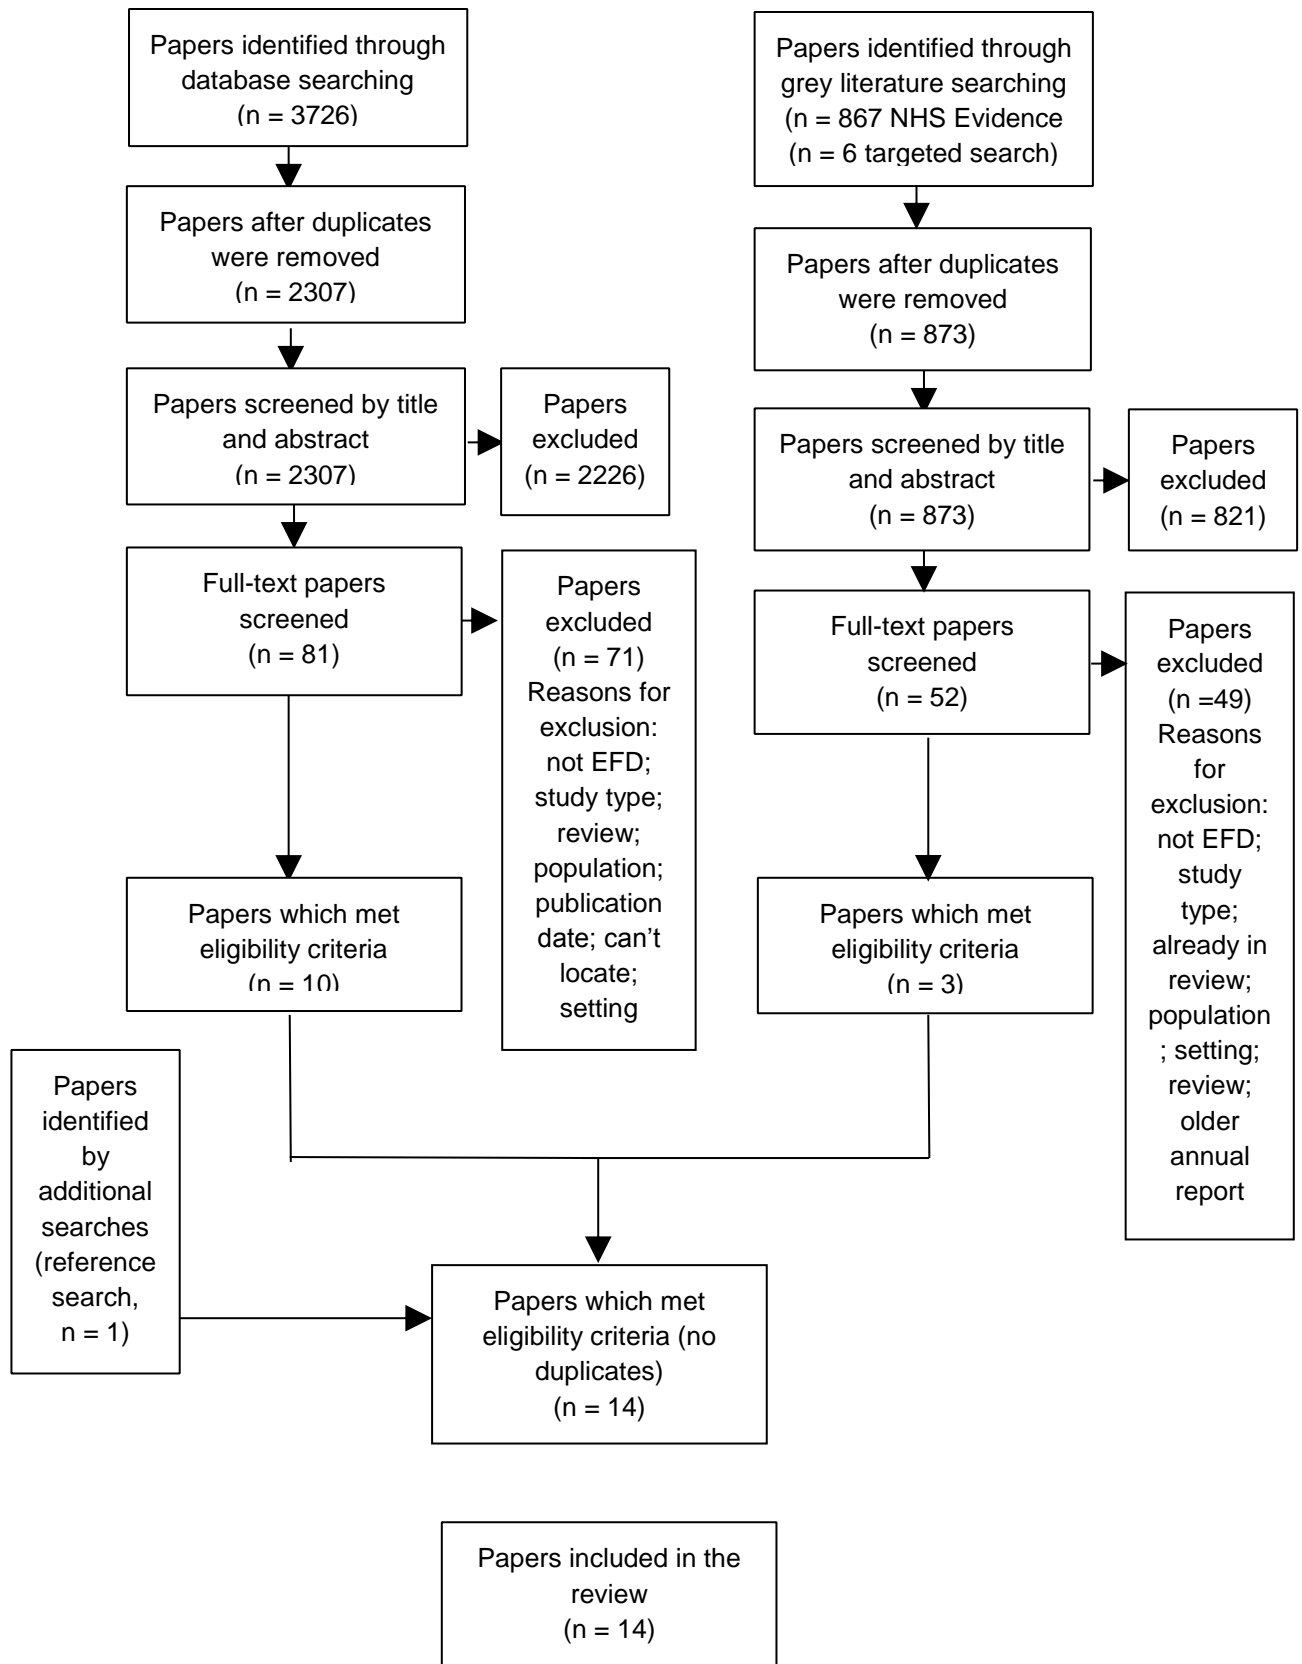 Papers identified through
database searching
(n = 3726)
Papers identified through
grey literature searching
(n = 867 NHS Evidence
(n = 6 targeted search)
Papers after duplicates
were removed
(n = 2307)
Papers after duplicates
were removed
(n = 873)
Papers screened by title
and abstract
(n = 2307)
Papers
excluded
(n = 2226)
Papers screened by title
and abstract
(n = 873)
Papers
excluded
(n = 821)
Full-text papers
screened
(n = 81)
Papers
excluded
(n = 71)
Reasons for
exclusion:
not EFD;
study type;
review;
population;
publication
date; can't
locate;
setting
Full-text papers
screened
(n = 52)
Papers
excluded
(n =49)
Reasons
for
exclusion:
not EFD;
study
type;
already in
review;
population
; setting;
review;
older
annual
report
Papers which met
eligibility criteria
(n = 10)
Papers which met
eligibility criteria
(n = 3)
Papers
identified
by
additional
searches
(reference
search,
n = 1)
Papers which met
eligibility criteria (no
duplicates)
(n = 14)
Papers included in the
review
(n = 14)